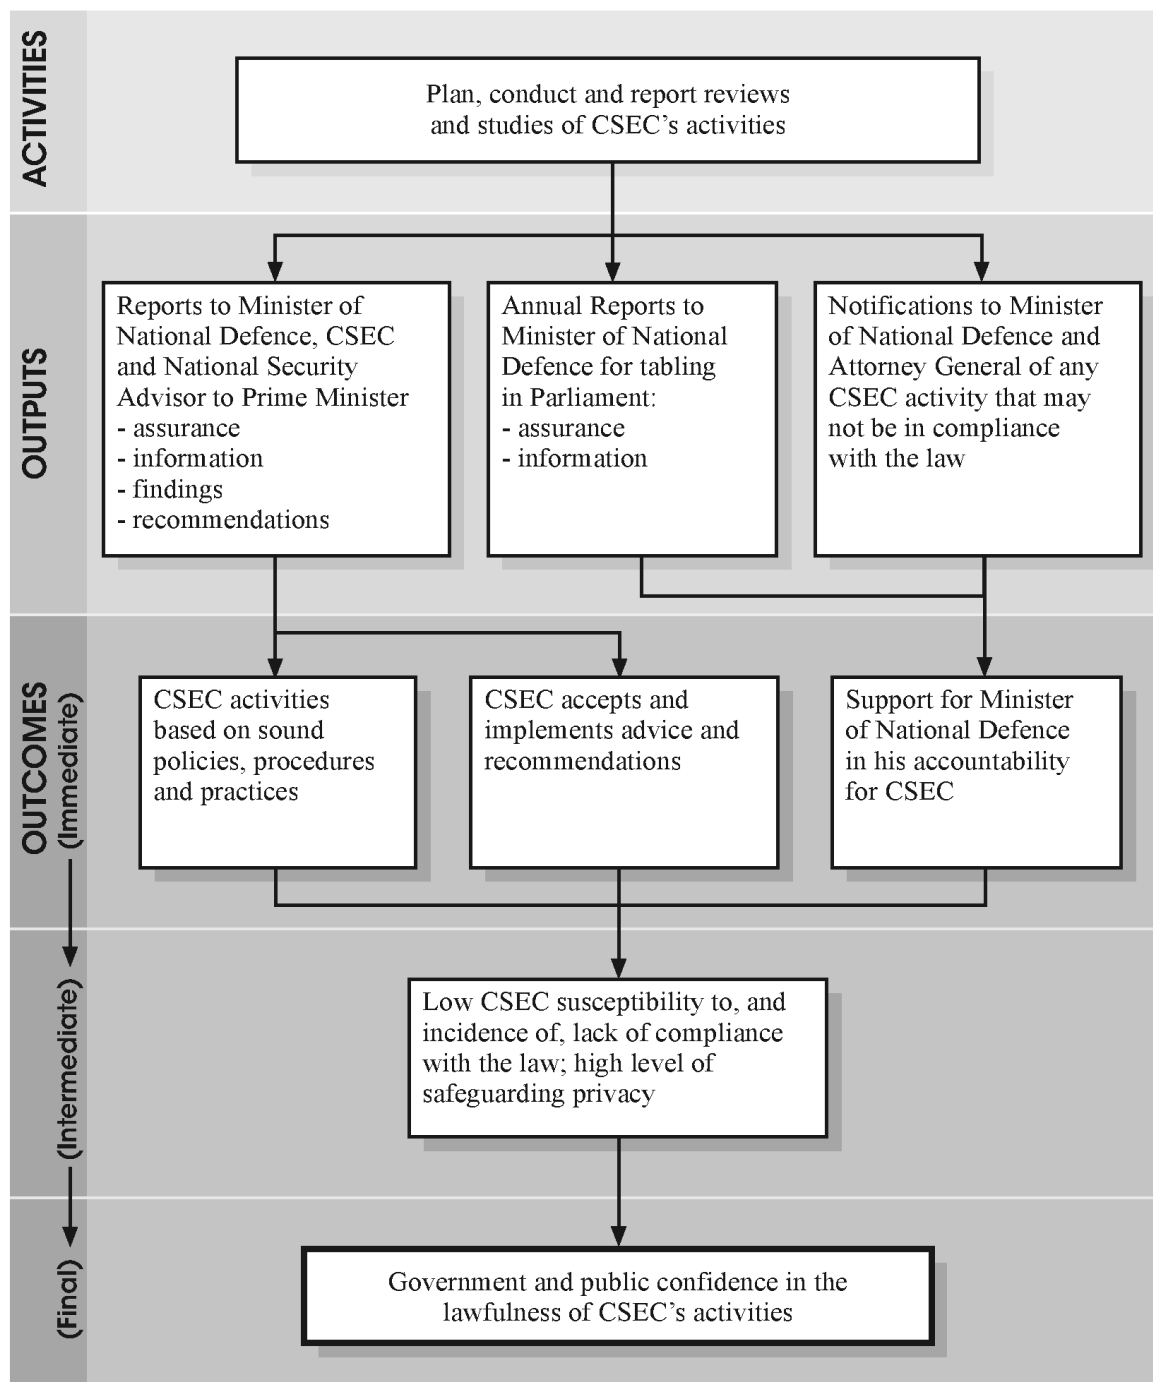 ACTIVITIES
Plan, conduct and report reviews
and studies of CSEC’s activities
OUTPUTS
Reports to Minister of
National Defence, CSEC
and National Security
Advisor to Prime Minister
- assurance
- information
- findings
- recommendations
Annual Reports to
Minister of National
Defence for tabling
in Parliament:
- assurance
- information
Notifications to Minister
of National Defence and
Attorney General of any
CSEC activity that may
not be in compliance
with the law
OUTCOMES
(Immediate)
CSEC activities
based on sound
policies, procedures
and practices
CSEC accepts and
implements advice and
recommendations
Support for Minister
of National Defence
in his accountability
for CSEC
(Intermediate)
Low CSEC susceptibility to, and
incidence of, lack of compliance
with the law; high level of
safeguarding privacy
(Final)
Government and public confidence in the
lawfulness of CSEC’s activities